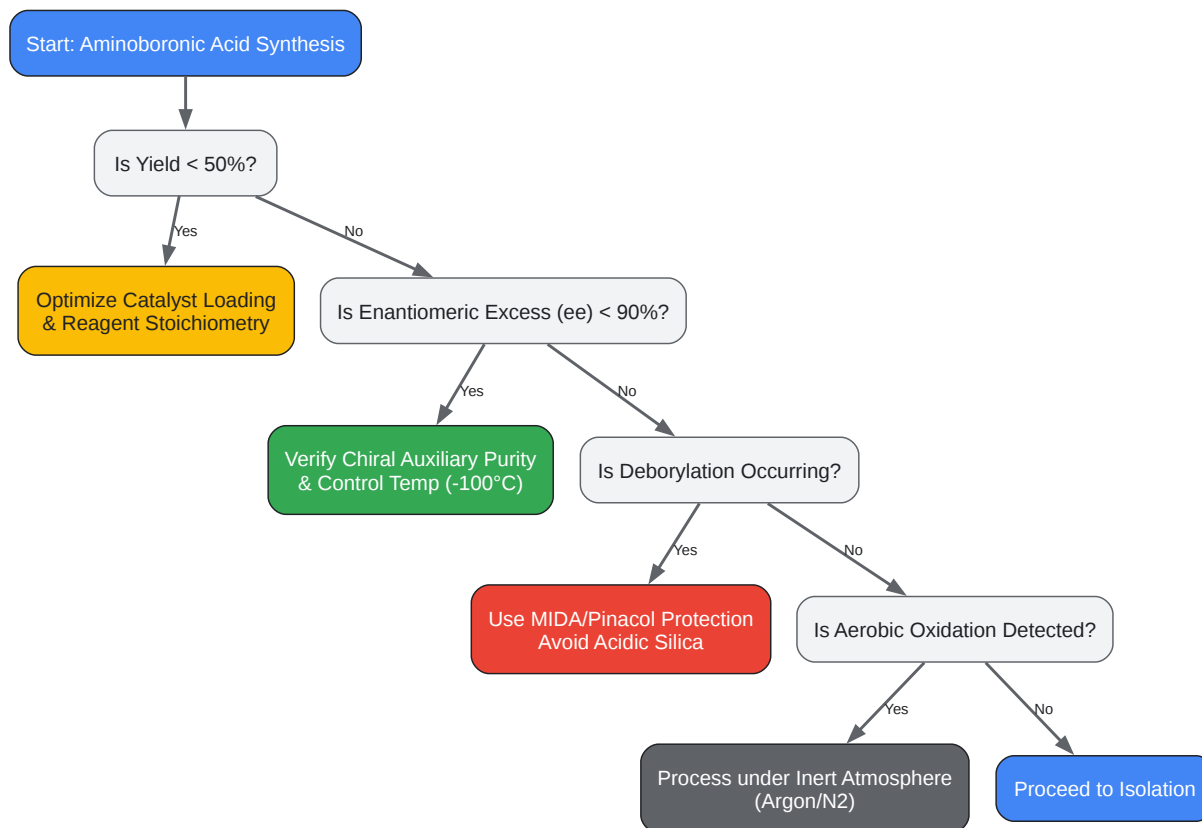 Start: Aminoboronic Acid Synthesis
Is Yield < 50%?
Yes
No
Optimize Catalyst Loading
& Reagent Stoichiometry
Is Enantiomeric Excess (ee) < 90%?
Yes
No
Verify Chiral Auxiliary Purity
& Control Temp (-100°C)
Is Deborylation Occurring?
Yes
No
Use MIDA/Pinacol Protection
Avoid Acidic Silica
Is Aerobic Oxidation Detected?
Yes
No
Process under Inert Atmosphere
(Argon/N2)
Proceed to Isolation